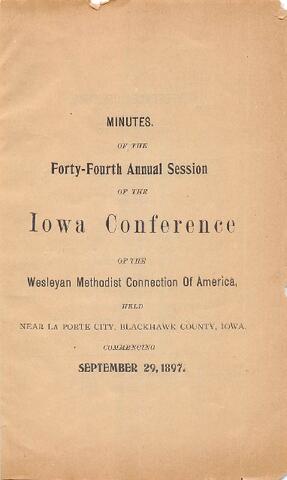 MINUTES.
OF THE
Forty-Fourth Annual Session
OF THE
Iowa Conference
OF THE
Wesleyan Methodist Connection Of America,
HELD
NEAR LA PORTE CITY, BLACKHAWK COUNTY, IOWA.
COMMENCING
SEPTEMBER 29, 1897.